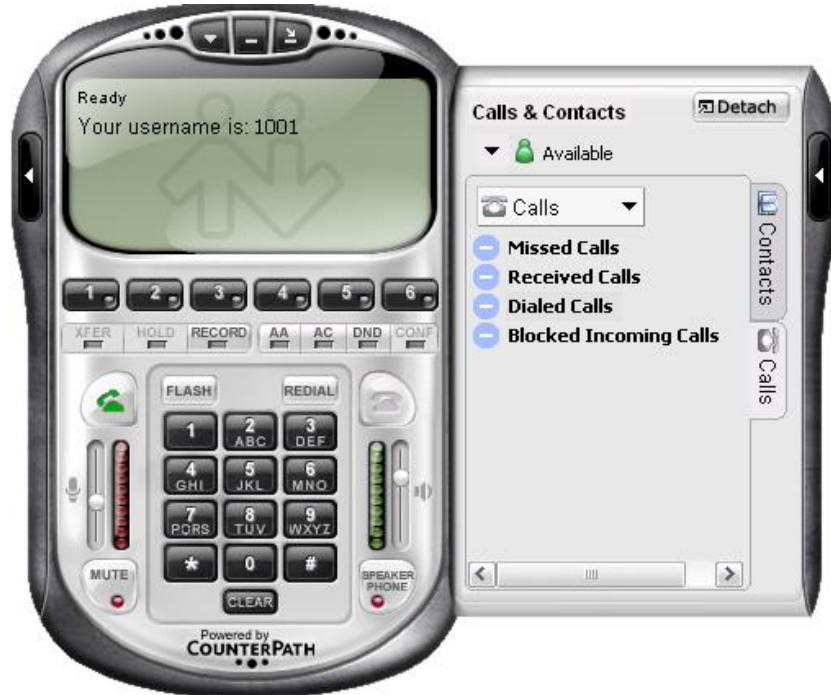 Ready
Your username is: 1001
1 2 3 4 5 6
XFER HOLD RECORD AA AC DND CONF
FLASH REDIAL
1 2 ABC 3 DEF
4 GHI 5 JKL 6 MNO
7 PQRS 8 TUV 9 WXYZ
* 0 #
MUTE
SPEAKER
PHONE
CLEAR
Powered by
COUNTERPATH
Calls & Contacts
Detach
Available
Calls
Missed Calls
Received Calls
Dialed Calls
Blocked Incoming Calls
Contacts
Calls